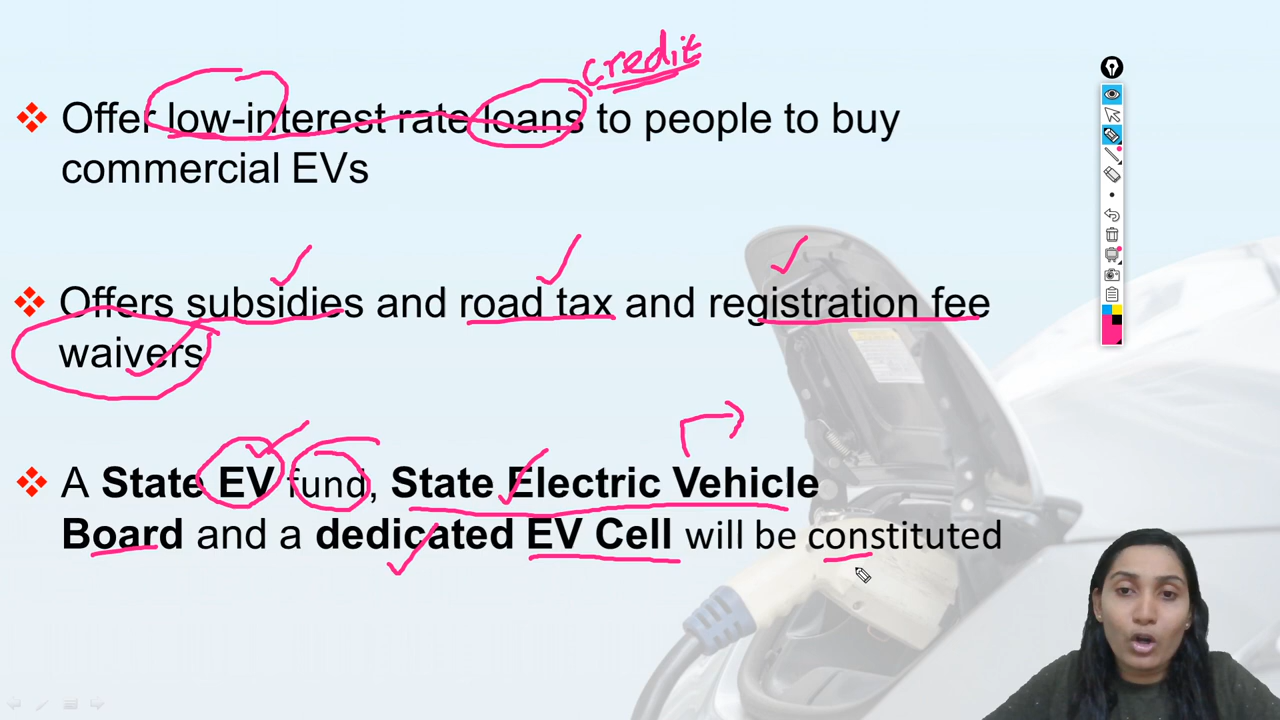 credit
❖ Offer low-interest rate loans to people to buy
commercial EVs
❖ Offers subsidies and road tax and registration fee
waivers
❖ A State EV fund, State Electric Vehicle
Board and a dedicated EV Cell will be constituted